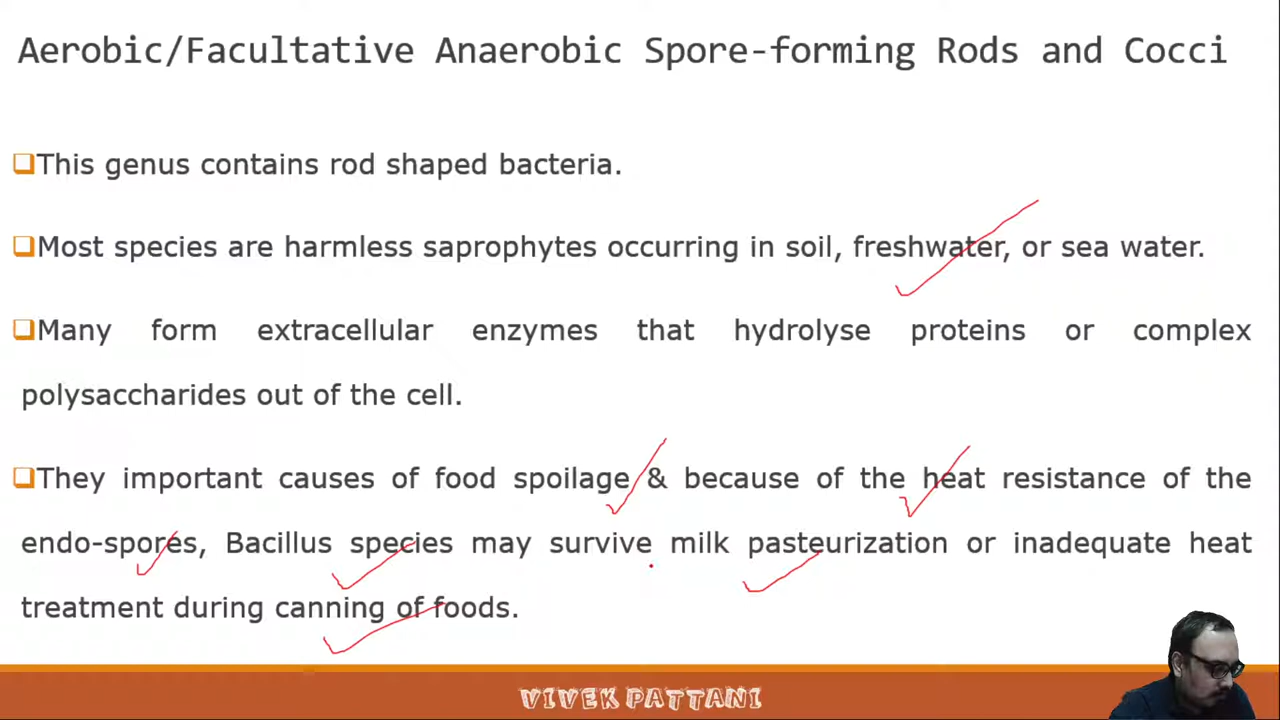 Aerobic/Facultative Anaerobic Spore-forming Rods and Cocci
This genus contains rod shaped bacteria.
Most species are harmless saprophytes occurring in soil, freshwater, or sea water.
Many form extracellular enzymes that hydrolyse proteins or complex
polysaccharides out of the cell.
They important causes of food spoilage & because of the heat resistance of the
endo-spores, Bacillus species may survive milk pasteurization or inadequate heat
treatment during canning of foods.
VIVEK PATTANI